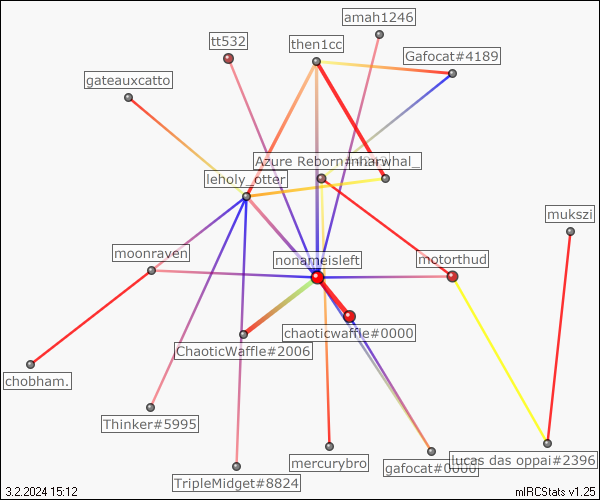 amah1246
tt532
then1cc
Gafocat#4189
gateauxcatto
Azure Reborn
narwhal_
leholy_otter
mukszi
moonraven
nonameisleft
motorthud
chaoticwaffle#0000
ChaoticWaffle#2006
chobham.
Thinker#5995
mercurybro
gafocat#0000
lucas das oppai#2396
TripleMidget#8824
3.2.2024 15:12
mIRCStats v1.25